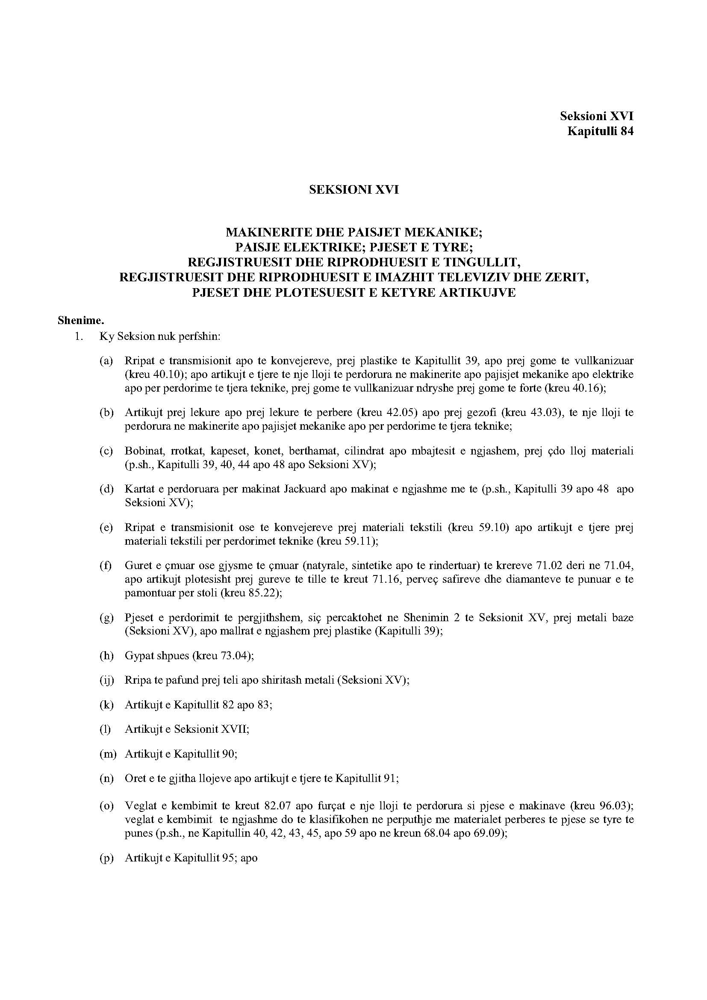 Seksioni XVI
Kapitulli 84
SEKSIONI XVI
MAKINERITE DHE PAISJET MEKANIKE;
PAISJE ELEKTRIKE; PJESET E TYRE;
REGJISTRUESIT DHE RIPRODHUESIT E TINGULLIT,
REGJISTRUESIT DHE RIPRODHUESIT E IMAZHIT TELEVIZIV DHE ZERIT,
PJESET DHE PLOTESUESIT E KETYRE ARTIKUJVE
Shenime.
1. Ky Seksion nuk perfshin:
(a) Rripat e transmisionit apo te konvejereve, prej plastike te Kapitullit 39, apo prej gome te vullkanizuar
(kreu 40.10); apo artikujt e tjere te nje lloji te perdorura ne makinerite apo pajisjet mekanike apo elektrike
apo per perdorime te tjera teknike, prej gome te vullkanizuar ndryshe prej gome te forte (kreu 40.16);
(b) Artikujt prej lekure apo prej lekure te perbere (kreu 42.05) apo prej gezofi (kreu 43.03), te nje lloji te
perdorura ne makinerite apo pajisjet mekanike apo per perdorime te tjera teknike;
(c) Bobinat, rrotkat, kapeset, konet, berthamat, cilindrat apo mbajtesit e ngjashem, prej çdo lloj materiali
(p.sh., Kapitulli 39, 40, 44 apo 48 apo Seksioni XV);
(d) Kartat e perdoruara per makinat Jackuard apo makinat e ngjashme me te (p.sh., Kapitulli 39 apo 48 apo
Seksioni XV);
(e) Rripat e transmisionit ose te konvejereve prej materiali tekstili (kreu 59.10) apo artikujt e tjere prej
materiali tekstili per perdorimet teknike (kreu 59.11);
(f) Guret e çmuar ose gjysme te çmuar (natyrale, sintetike apo te rindertuar) te krereve 71.02 deri ne 71.04,
apo artikujt plotesisht prej gureve te tille te kreut 71.16, perveç safireve dhe diamanteve te punuar e te
pamontuar per stoli (kreu 85.22);
(g) Pjeset e perdorimit te pergjithshem, siç percaktohet ne Shenimin 2 te Seksionit XV, prej metali baze
(Seksioni XV), apo mallrat e ngjashem prej plastike (Kapitulli 39);
(h) Gypat shpues (kreu 73.04);
(ij) Rripa te pafund prej teli apo shiritash metali (Seksioni XV);
(k) Artikujt e Kapitullit 82 apo 83;
(l) Artikujt e Seksionit XVII;
(m) Artikujt e Kapitullit 90;
(n) Oret e te gjitha llojeve apo artikujt e tjere te Kapitullit 91;
(o) Veglat e kembimit te kreut 82.07 apo furçat e nje lloji te perdorura si pjese e makinave (kreu 96.03);
veglat e kembimit te ngjashme do te klasifikohen ne perputhje me materialet perberes te pjese se tyre te
punes (p.sh., ne Kapitullin 40, 42, 43, 45, apo 59 apo ne kreun 68.04 apo 69.09);
(p) Artikujt e Kapitullit 95; apo